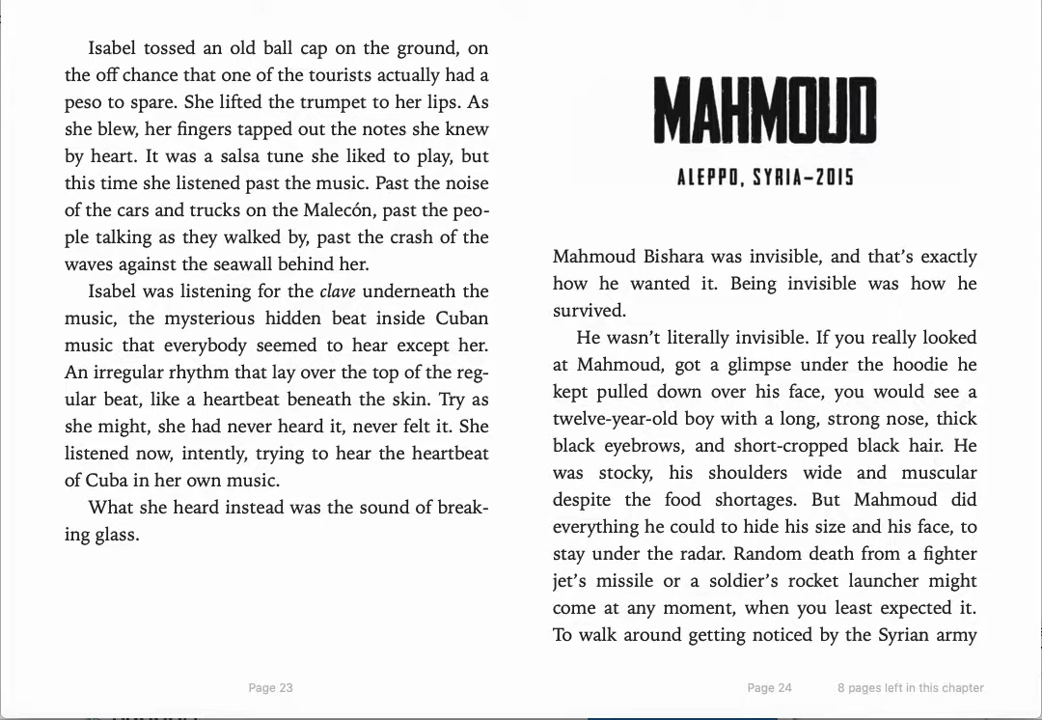 Isabel tossed an old ball cap on the ground, on
the off chance that one of the tourists actually had a
peso to spare. She lifted the trumpet to her lips. As
she blew, her fingers tapped out the notes she knew
by heart. It was a salsa tune she liked to play, but
this time she listened past the music. Past the noise
of the cars and trucks on the Malecón, past the peo-
ple talking as they walked by, past the crash of the
waves against the seawall behind her.
Isabel was listening for the clave underneath the
music, the mysterious hidden beat inside Cuban
music that everybody seemed to hear except her.
An irregular rhythm that lay over the top of the reg-
ular beat, like a heartbeat beneath the skin. Try as
she might, she had never heard it, never felt it. She
listened now, intently, trying to hear the heartbeat
of Cuba in her own music.
What she heard instead was the sound of break-
ing glass.
Page 23
MAHMOUD
ALEPPO, SYRIA–2015
Mahmoud Bishara was invisible, and that’s exactly
how he wanted it. Being invisible was how he
survived.
He wasn’t literally invisible. If you really looked
at Mahmoud, got a glimpse under the hoodie he
kept pulled down over his face, you would see a
twelve-year-old boy with a long, strong nose, thick
black eyebrows, and short-cropped black hair. He
was stocky, his shoulders wide and muscular
despite the food shortages. But Mahmoud did
everything he could to hide his size and his face, to
stay under the radar. Random death from a fighter
jet’s missile or a soldier’s rocket launcher might
come at any moment, when you least expected it.
To walk around getting noticed by the Syrian army
Page 24
8 pages left in this chapter